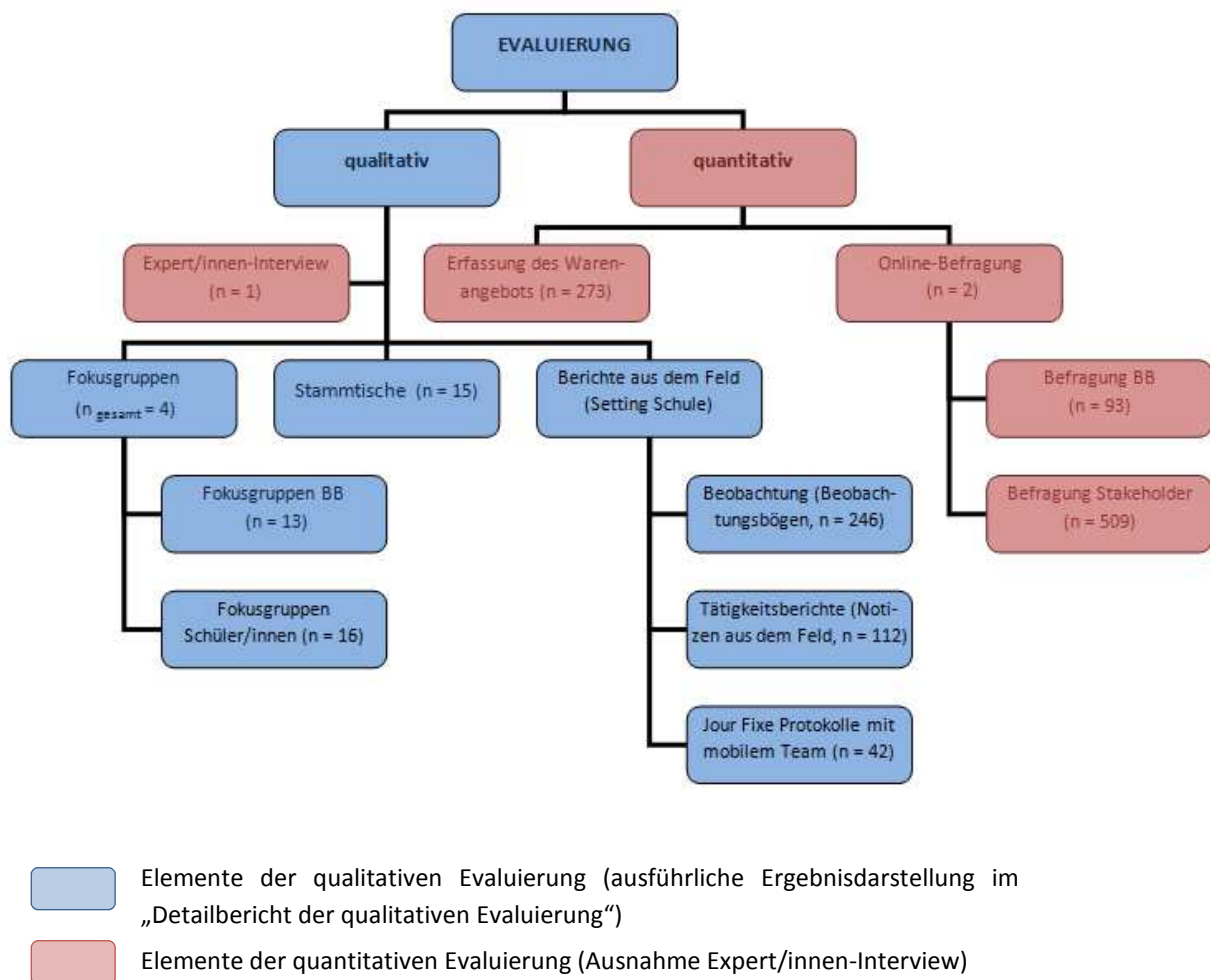 EVALUIERUNG
qualitativ
quantitativ
Expert/innen-Interview
(n = 1)
Erfassung des Waren-
angebots (n = 273)
Online-Befragung
(n = 2)
Fokusgruppen
(n gesamt = 4)
Stammtische (n = 15)
Berichte aus dem Feld
(Setting Schule)
Befragung BB
(n = 93)
Fokusgruppen BB
(n = 13)
Beobachtung (Beobach-
tungsbögen, n = 246)
Befragung Stakeholder
(n = 509)
Fokusgruppen
Schüler/innen (n = 16)
Tätigkeitsberichte (Noti-
zen aus dem Feld, n = 112)
Jour Fixe Protokolle mit
mobilem Team (n = 42)
Elemente der qualitativen Evaluierung (ausführliche Ergebnisdarstellung im
„Detailbericht der qualitativen Evaluierung“)
Elemente der quantitativen Evaluierung (Ausnahme Expert/innen-Interview)